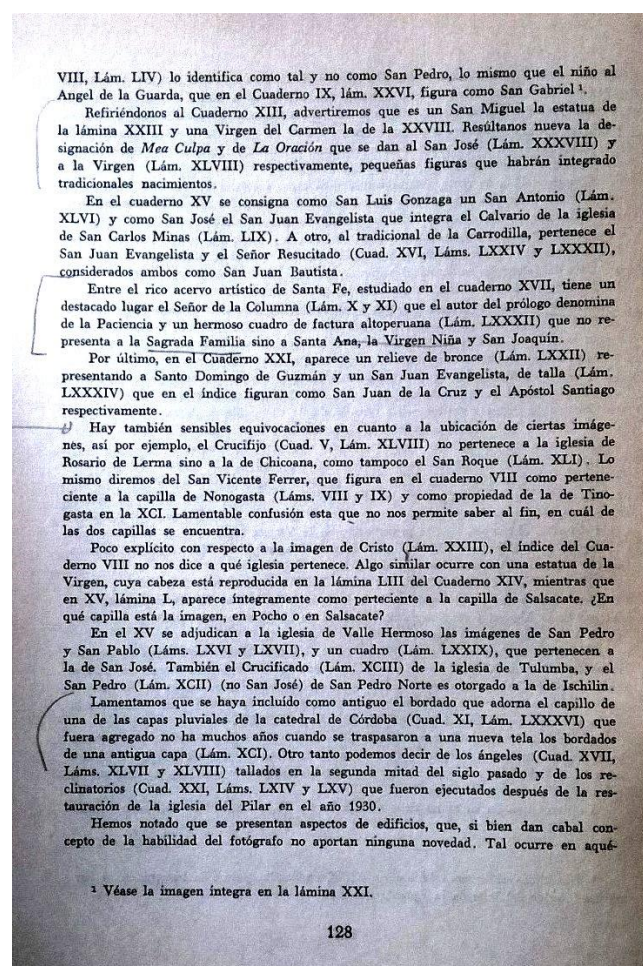 VIII, Lám. LIV) lo identifica como tal y no como San Pedro, lo mismo que el niño al
Angel de la Guarda, que en el Cuaderno IX, lám. XXVI, figura como San Gabriel ¹.
Refiriéndonos al Cuaderno XIII, advertiremos que es un San Miguel la estatua de
la lámina XXIII y una Virgen del Carmen la de la XXVIII. Resúltanos nueva la de-
signación de Mea Culpa y de La Oración que se dan al San José (Lám. XXXVIII) y
a la Virgen (Lám. XLVIII) respectivamente, pequeñas figuras que habrán integrado
tradicionales nacimientos.
En el cuaderno XV se consigna como San Luis Gonzaga un San Antonio (Lám.
XLVI) y como San José el San Juan Evangelista que integra el Calvario de la iglesia
de San Carlos Minas (Lám. LIX). A otro, al tradicional de la Carrodilla, pertenece el
San Juan Evangelista y el Señor Resucitado (Cuad. XVI, Láms. LXXIV y LXXXII),
considerados ambos como San Juan Bautista.
Entre el rico acervo artístico de Santa Fe, estudiado en el cuaderno XVII, tiene un
destacado lugar el Señor de la Columna (Lám. X y XI) que el autor del prólogo denomina
de la Paciencia y un hermoso cuadro de factura altoperuana (Lám. LXXXII) que no re-
presenta a la Sagrada Familia sino a Santa Ana, la Virgen Niña y San Joaquín.
Por último, en el Cuaderno XXI, aparece un relieve de bronce (Lám. LXXII) re-
presentando a Santo Domingo de Guzmán y un San Juan Evangelista, de talla (Lám.
LXXXIV) que en el índice figuran como San Juan de la Cruz y el Apóstol Santiago
respectivamente.
Hay también sensibles equivocaciones en cuanto a la ubicación de ciertas imáge-
nes, así por ejemplo, el Crucifijo (Cuad. V, Lám. XLVIII) no pertenece a la iglesia de
Rosario de Lerma sino a la de Chicoana, como tampoco el San Roque (Lám. XLI). Lo
mismo diremos del San Vicente Ferrer, que figura en el cuaderno VIII como pertene-
ciente a la capilla de Nonogasta (Láms. VIII y IX) y como propiedad de la de Tino-
gasta en la XCI. Lamentable confusión esta que no nos permite saber al fin, en cuál de
las dos capillas se encuentra.
Poco explícito con respecto a la imagen de Cristo (Lám. XXIII), el índice del Cua-
derno VIII no nos dice a qué iglesia pertenece. Algo similar ocurre con una estatua de la
Virgen, cuya cabeza está reproducida en la lámina LIII del Cuaderno XIV, mientras que
en XV, lámina L, aparece íntegramente como perteciente a la capilla de Salsacate. ¿En
qué capilla está la imagen, en Pocho o en Salsacate?
En el XV se adjudican a la iglesia de Valle Hermoso las imágenes de San Pedro
y San Pablo (Láms. LXVI y LXVII), y un cuadro (Lám. LXXIX), que pertenecen a
la de San José. También el Crucificado (Lám. XCIII) de la iglesia de Tulumba, y el
San Pedro (Lám. XCII) (no San José) de San Pedro Norte es otorgado a la de Ischilin.
Lamentamos que se haya incluído como antiguo el bordado que adorna el capillo de
una de las capas pluviales de la catedral de Córdoba (Cuad. XI, Lám. LXXXVI) que
fuera agregado no ha muchos años cuando se traspasaron a una nueva tela los bordados
de una antigua capa (Lám. XCI). Otro tanto podemos decir de los ángeles (Cuad. XVII,
Láms. XLVII y XLVIII) tallados en la segunda mitad del siglo pasado y de los re-
clinatorios (Cuad. XXI, Láms. LXIV y LXV) que fueron ejecutados después de la res-
tauración de la iglesia del Pilar en el año 1930.
Hemos notado que se presentan aspectos de edificios, que, si bien dan cabal con-
cepto de la habilidad del fotógrafo no aportan ninguna novedad. Tal ocurre en aqué-
¹ Véase la imagen íntegra en la lámina XXI.
128